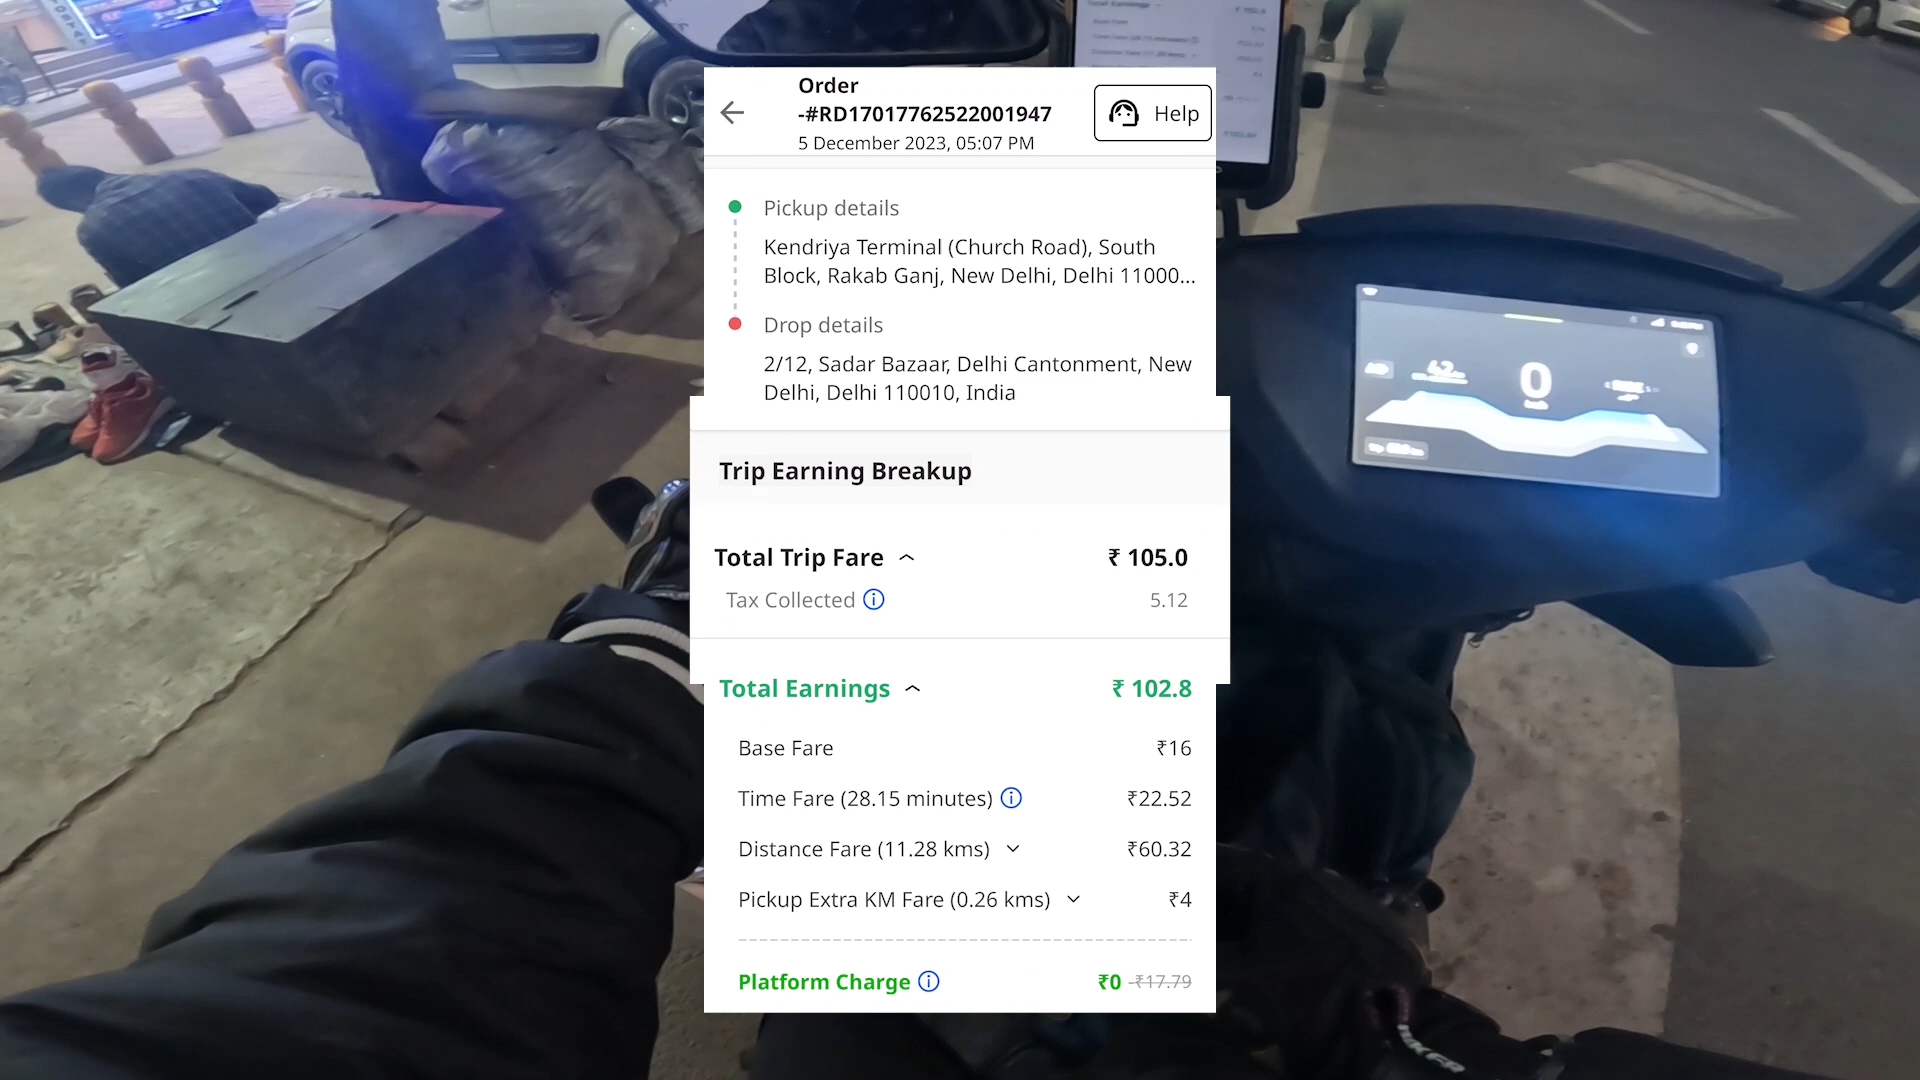 Order
-#RD17017762522001947
5 December 2023, 05:07 PM
Help
Pickup details
Kendriya Terminal (Church Road), South
Block, Rakab Ganj, New Delhi, Delhi 11000...
Drop details
2/12, Sadar Bazaar, Delhi Cantonment, New
Delhi, Delhi 110010, India
Trip Earning Breakup
Total Trip Fare ₹ 105.0
Tax Collected 5.12
Total Earnings ₹ 102.8
Base Fare ₹16
Time Fare (28.15 minutes) ₹22.52
Distance Fare (11.28 kms) ₹60.32
Pickup Extra KM Fare (0.26 kms) ₹4
Platform Charge ₹0 ₹17.79
Total Earnings
0